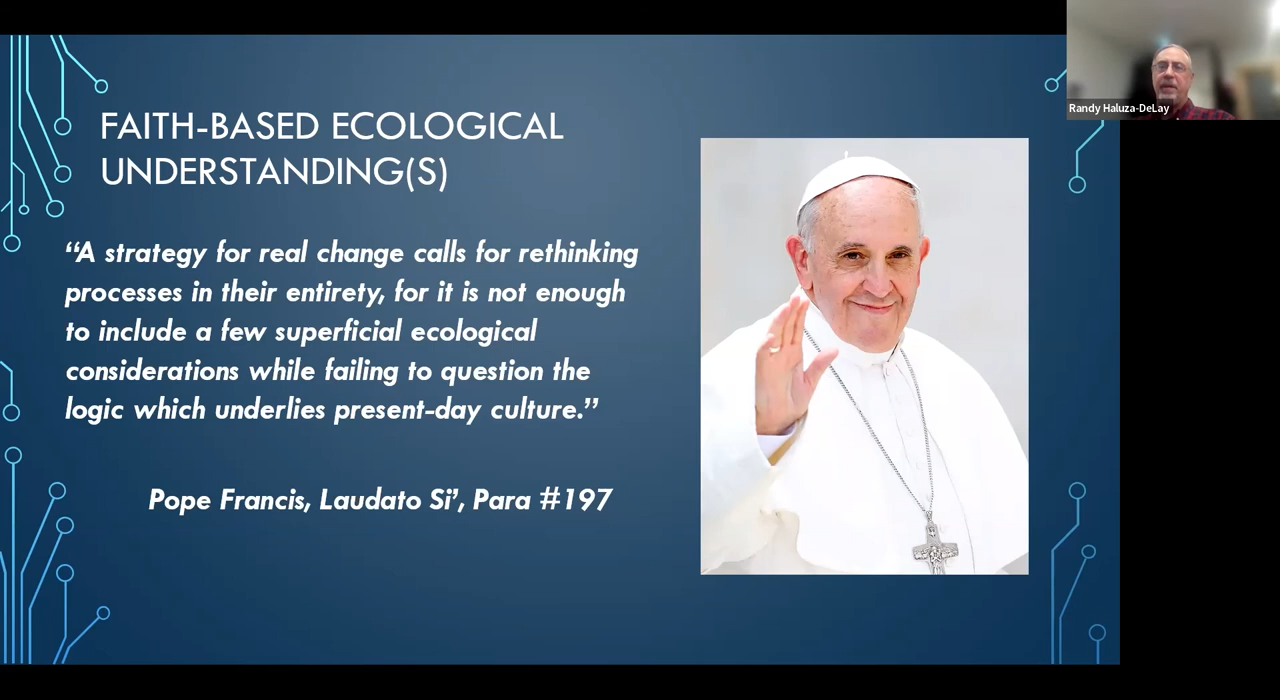 FAITH-BASED ECOLOGICAL
UNDERSTANDING(S)
“A strategy for real change calls for rethinking
processes in their entirety, for it is not enough
to include a few superficial ecological
considerations while failing to question the
logic which underlies present-day culture.”
Pope Francis, Laudato Si’, Para #197
Randy Haluza-DeLay